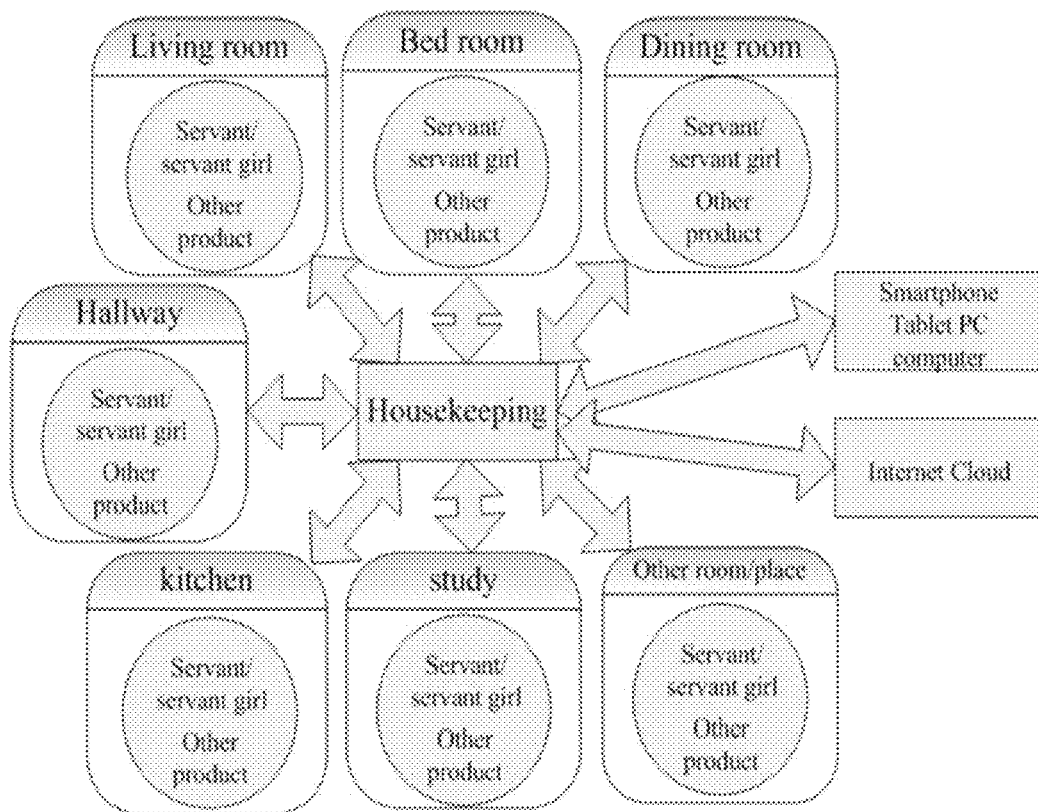 Living room
Servant/
servant girl
Other
product
Bed room
Servant/
servant girl
Other
product
Dining room
Servant/
servant girl
Other
product
Hallway
Servant/
servant girl
Other
product
Housekeeping
Smartphone
Tablet PC
computer
Internet Cloud
kitchen
Servant/
servant girl
Other
product
study
Servant/
servant girl
Other
product
Other room/place
Servant/
servant girl
Other
product